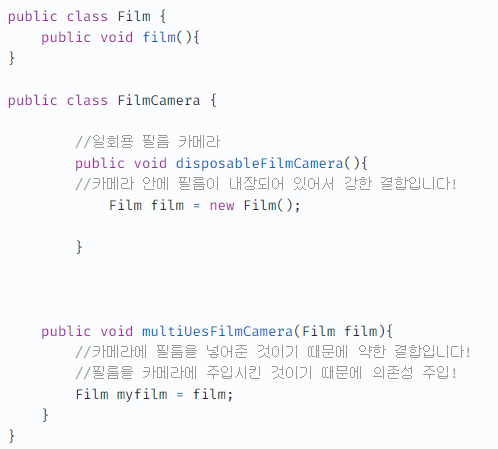 public class Film {
public void film(){
}
public class FilmCamera {
//일회용 필름 카메라
public void disposableFilmCamera(){
//카메라 안에 필름이 내장되어 있어서 강한 결합입니다!
Film film = new Film();
}
public void multiUesFilmCamera(Film film){
//카메라에 필름을 넣어준 것이기 때문에 약한 결합입니다!
//필름을 카메라에 주입시킨 것이기 때문에 의존성 주입!
Film myfilm = film;
}
}